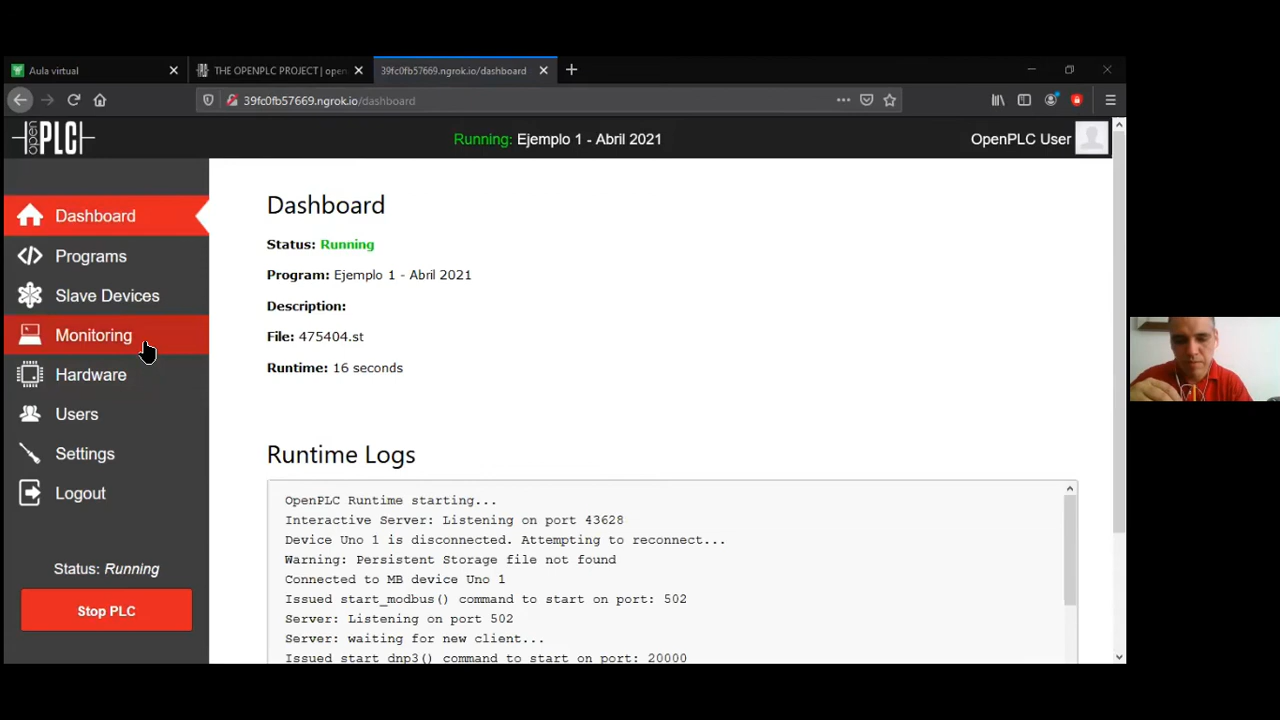 Aula virtual
THE OPENPLC PROJECT | open
39fc0fb57669.ngrok.io/dashboard
39fc0fb57669.ngrok.io/dashboard
open PLC
Running: Ejemplo 1 - Abril 2021
OpenPLC User
Dashboard
Programs
Slave Devices
Monitoring
Hardware
Users
Settings
Logout
Status: Running
Stop PLC
Dashboard
Status: Running
Program: Ejemplo 1 - Abril 2021
Description:
File: 475404.st
Runtime: 16 seconds
Runtime Logs
OpenPLC Runtime starting...
Interactive Server: Listening on port 43628
Device Uno 1 is disconnected. Attempting to reconnect...
Warning: Persistent Storage file not found
Connected to MB device Uno 1
Issued start_modbus() command to start on port: 502
Server: Listening on port 502
Server: waiting for new client...
Issued start_dnp3() command to start on port: 20000